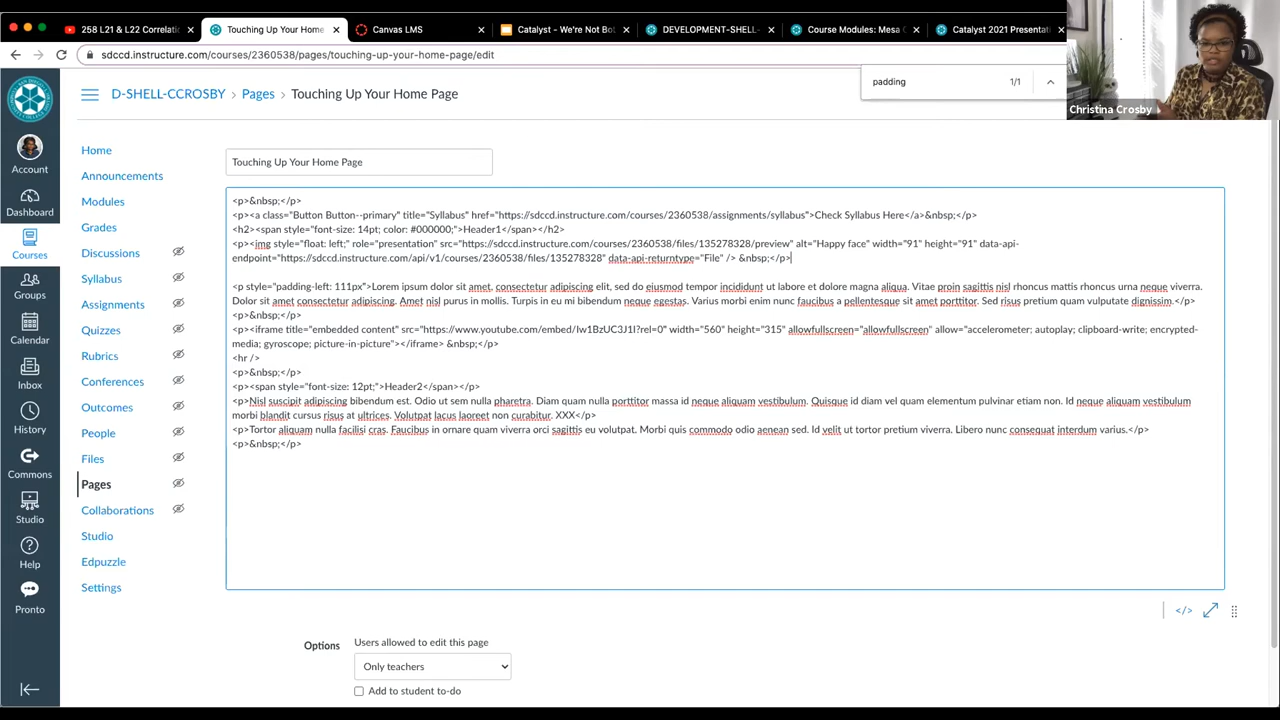 258 L21 & L22 Correlatio
Touching Up Your Home
Canvas LMS
Catalyst - We're Not Bo
DEVELOPMENT-SHELL-
Course Modules: Mesa C
Catalyst 2021 Presentati
sdccd.instructure.com/courses/2360538/pages/touching-up-your-home-page/edit
padding
1/1
Christina Crosby
D-SHELL-CCROSBY > Pages > Touching Up Your Home Page
Account
Dashboard
Courses
Groups
Calendar
Inbox
History
Commons
Studio
Help
Pronto
Home
Announcements
Modules
Grades
Discussions
Syllabus
Assignments
Quizzes
Rubrics
Conferences
Outcomes
People
Files
Pages
Collaborations
Studio
Edpuzzle
Settings
Touching Up Your Home Page
<p>&nbsp;</p>
<p><a class="Button Button--primary" title="Syllabus" href="https://sdccd.instructure.com/courses/2360538/assignments/syllabus">Check Syllabus Here</a>&nbsp;</p>
<h2><span style="font-size: 14pt; color: #000000;">Header1</span></h2>
<p><img style="float: left;" role="presentation" src="https://sdccd.instructure.com/courses/2360538/files/135278328/preview" alt="Happy face" width="91" height="91" data-api-
endpoint="https://sdccd.instructure.com/api/v1/courses/2360538/files/135278328" data-api-returntype="File" /> &nbsp;</p>
<p style="padding-left: 111px">Lorem ipsum dolor sit amet, consectetur adipiscing elit, sed do eiusmod tempor incididunt ut labore et dolore magna aliqua. Vitae proin sagittis nisl rhoncus mattis rhoncus urna neque viverra.
Dolor sit amet consectetur adipiscing. Amet nisl purus in mollis. Turpis in eu mi bibendum neque egestas. Varius morbi enim nunc faucibus a pellentesque sit amet porttitor. Sed risus pretium quam vulputate dignissim.</p>
<p>&nbsp;</p>
<p><iframe title="embedded content" src="https://www.youtube.com/embed/Iw1BzUC3J1I?rel=0" width="560" height="315" allowfullscreen="allowfullscreen" allow="accelerometer; autoplay; clipboard-write; encrypted-
media; gyroscope; picture-in-picture"></iframe> &nbsp;</p>
<hr />
<p>&nbsp;</p>
<p><span style="font-size: 12pt;">Header2</span></p>
<p>Nisl suscipit adipiscing bibendum est. Odio ut sem nulla pharetra. Diam quam nulla porttitor massa id neque aliquam vestibulum. Quisque id diam vel quam elementum pulvinar etiam non. Id neque aliquam vestibulum
morbi blandit cursus risus at ultrices. Volutpat lacus laoreet non curabitur. XXX</p>
<p>Tortor aliquam nulla facilisi cras. Faucibus in ornare quam viverra orci sagittis eu volutpat. Morbi quis commodo odio aenean sed. Id velit ut tortor pretium viverra. Libero nunc consequat interdum varius.</p>
<p>&nbsp;</p>
</>
Options
Users allowed to edit this page
Only teachers
Add to student to-do